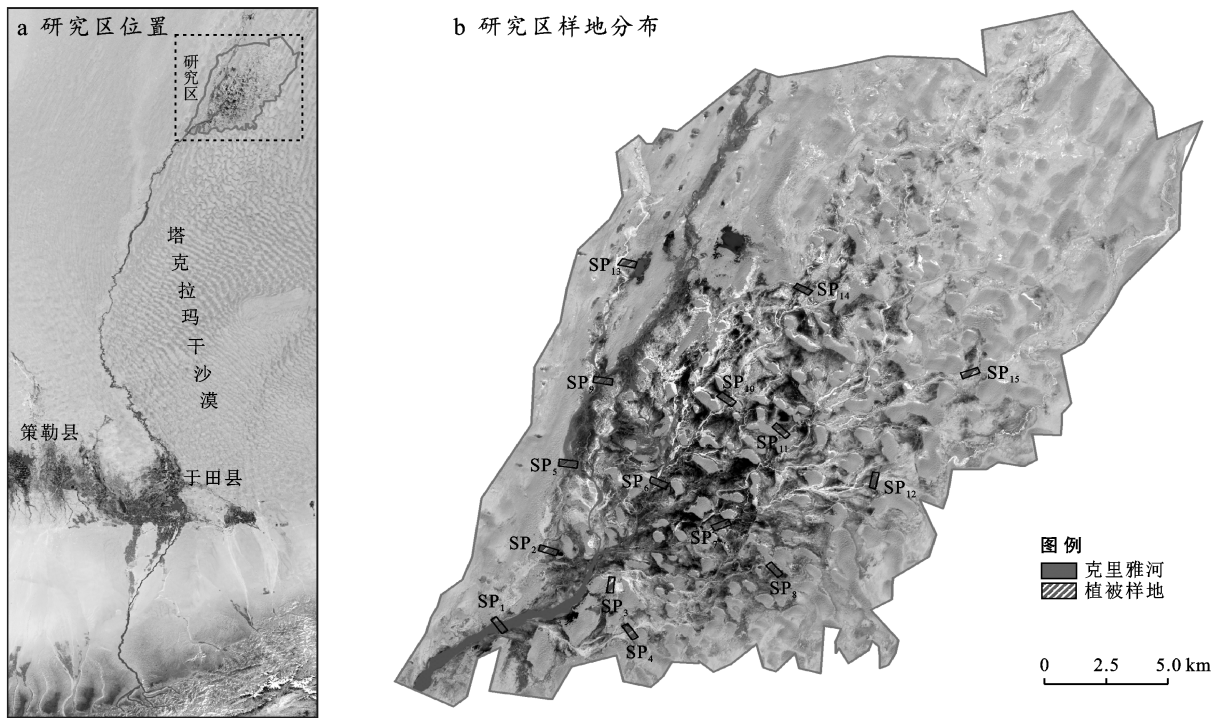 a 研究区位置
研究区
塔克拉玛干沙漠
策勒县
于田县
b 研究区样地分布
SP13
SP14
SP15
SP9
SP10
SP11
SP5
SP6
SP12
SP7
SP2
SP8
SP3
SP1
SP4
图例
克里雅河
植被样地
0 2.5 5.0 km